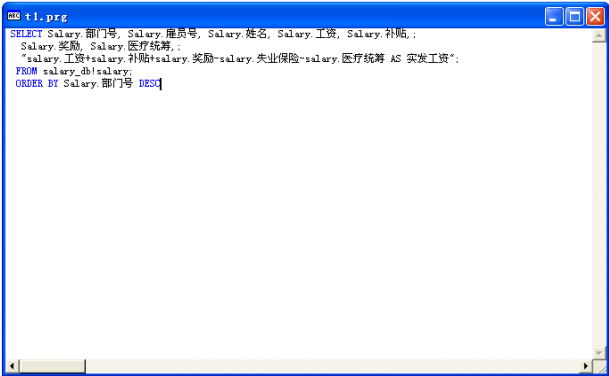 t1.prg
SELECT Salary.部门号, Salary.雇员号, Salary.姓名, Salary.工资, Salary.补贴,;
Salary.奖励, Salary.医疗统筹,;
"salary.工资+salary.补贴+salary.奖励-salary.失业保险-salary.医疗统筹 AS 实发工资";
FROM salary_db!salary;
ORDER BY Salary.部门号 DESC